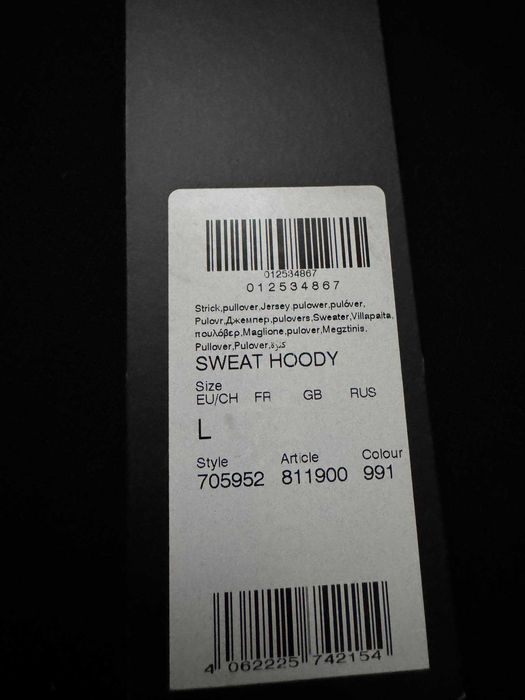 012534867
012534867
Strick,pullover,Jersey,pulower,pulóver,
Pulovr,Джемпер,pulovers,Sweater,Villapaita,
πουλόβερ,Maglione,pulover,Megztinis,
Pullover,Pulover,كنزة
SWEAT HOODY
Size
EU/CH FR GB RUS
L
Style Article Colour
705952 811900 991
4 062225 742154